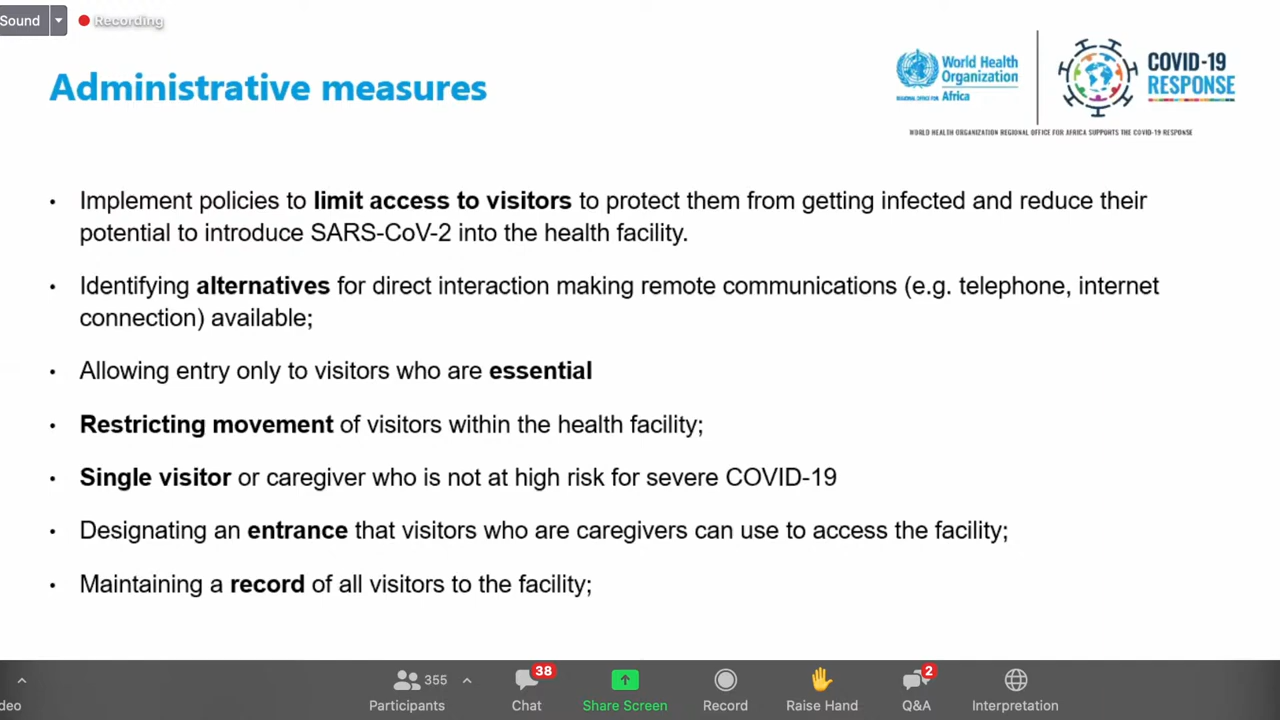 Sound
Recording
World Health
Organization
REGIONAL OFFICE FOR Africa
COVID-19
RESPONSE
WORLD HEALTH ORGANIZATION REGIONAL OFFICE FOR AFRICA SUPPORTS THE COVID-19 RESPONSE
Administrative measures
• Implement policies to limit access to visitors to protect them from getting infected and reduce their
potential to introduce SARS-CoV-2 into the health facility.
• Identifying alternatives for direct interaction making remote communications (e.g. telephone, internet
connection) available;
• Allowing entry only to visitors who are essential
• Restricting movement of visitors within the health facility;
• Single visitor or caregiver who is not at high risk for severe COVID-19
• Designating an entrance that visitors who are caregivers can use to access the facility;
• Maintaining a record of all visitors to the facility;
355
38
2
deo
Participants
Chat
Share Screen
Record
Raise Hand
Q&A
Interpretation